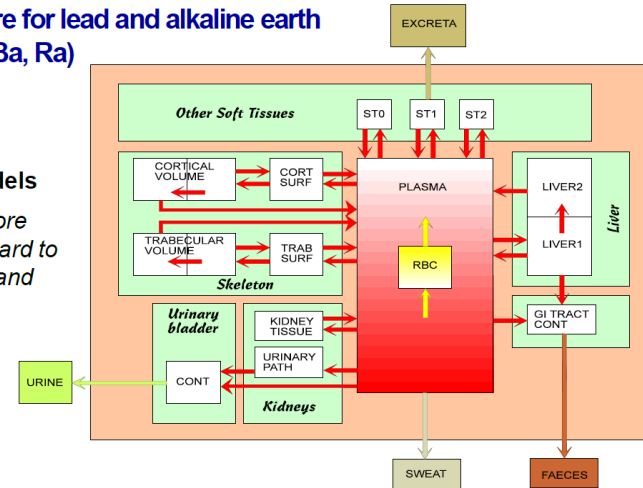 re for lead and alkaline earth
Ba, Ra)
dels
ore
ard to
and
EXCRETA
Other Soft Tissues
ST0
ST1
ST2
CORTICAL
VOLUME
CORT
SURF
TRABECULAR
VOLUME
TRAB
SURF
Skeleton
PLASMA
RBC
LIVER2
LIVER1
Liver
GI TRACT
CONT
Urinary
bladder
CONT
KIDNEY
TISSUE
URINARY
PATH
Kidneys
URINE
SWEAT
FAECES